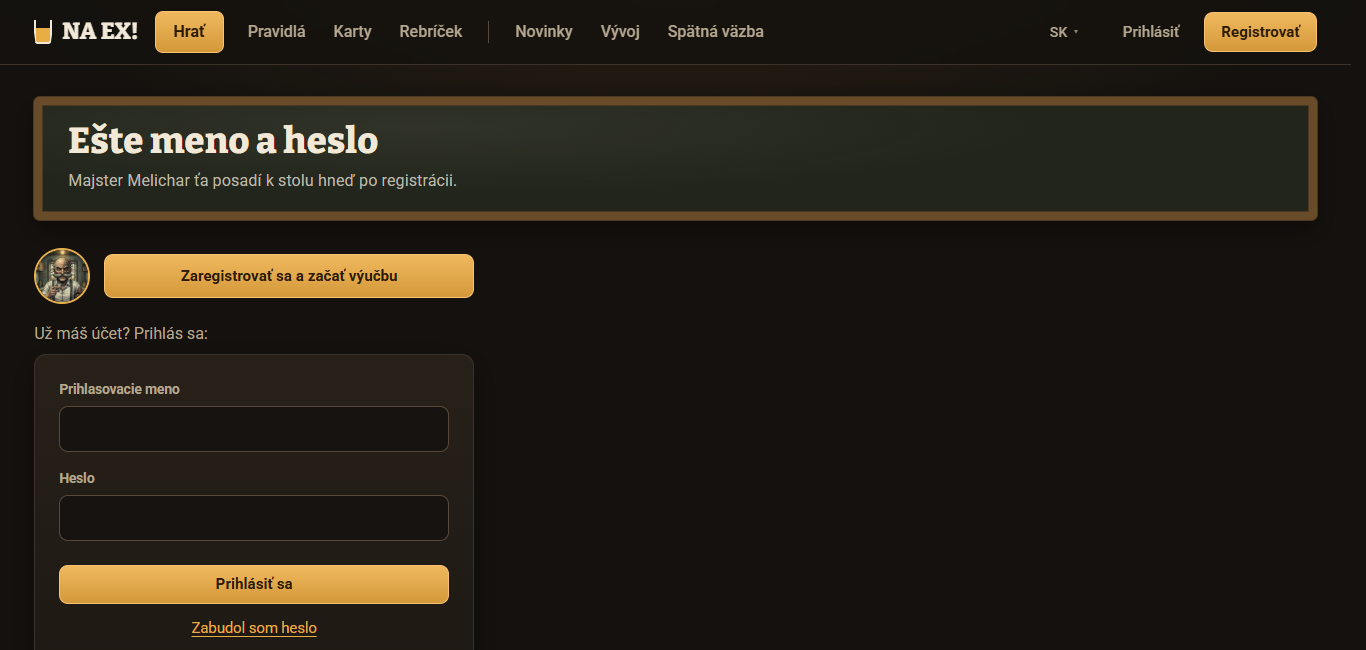 NA EX! Hrať Pravidlá Karty Rebríček Novinky Vývoj Spätná väzba SK Prihlásiť Registrovať
Ešte meno a heslo
Majster Melichar ťa posadí k stolu hneď po registrácii.
Zaregistrovať sa a začať výučbu
Už máš účet? Prihlás sa:
Prihlasovacie meno
Heslo
Prihlásiť sa
Zabudol som heslo